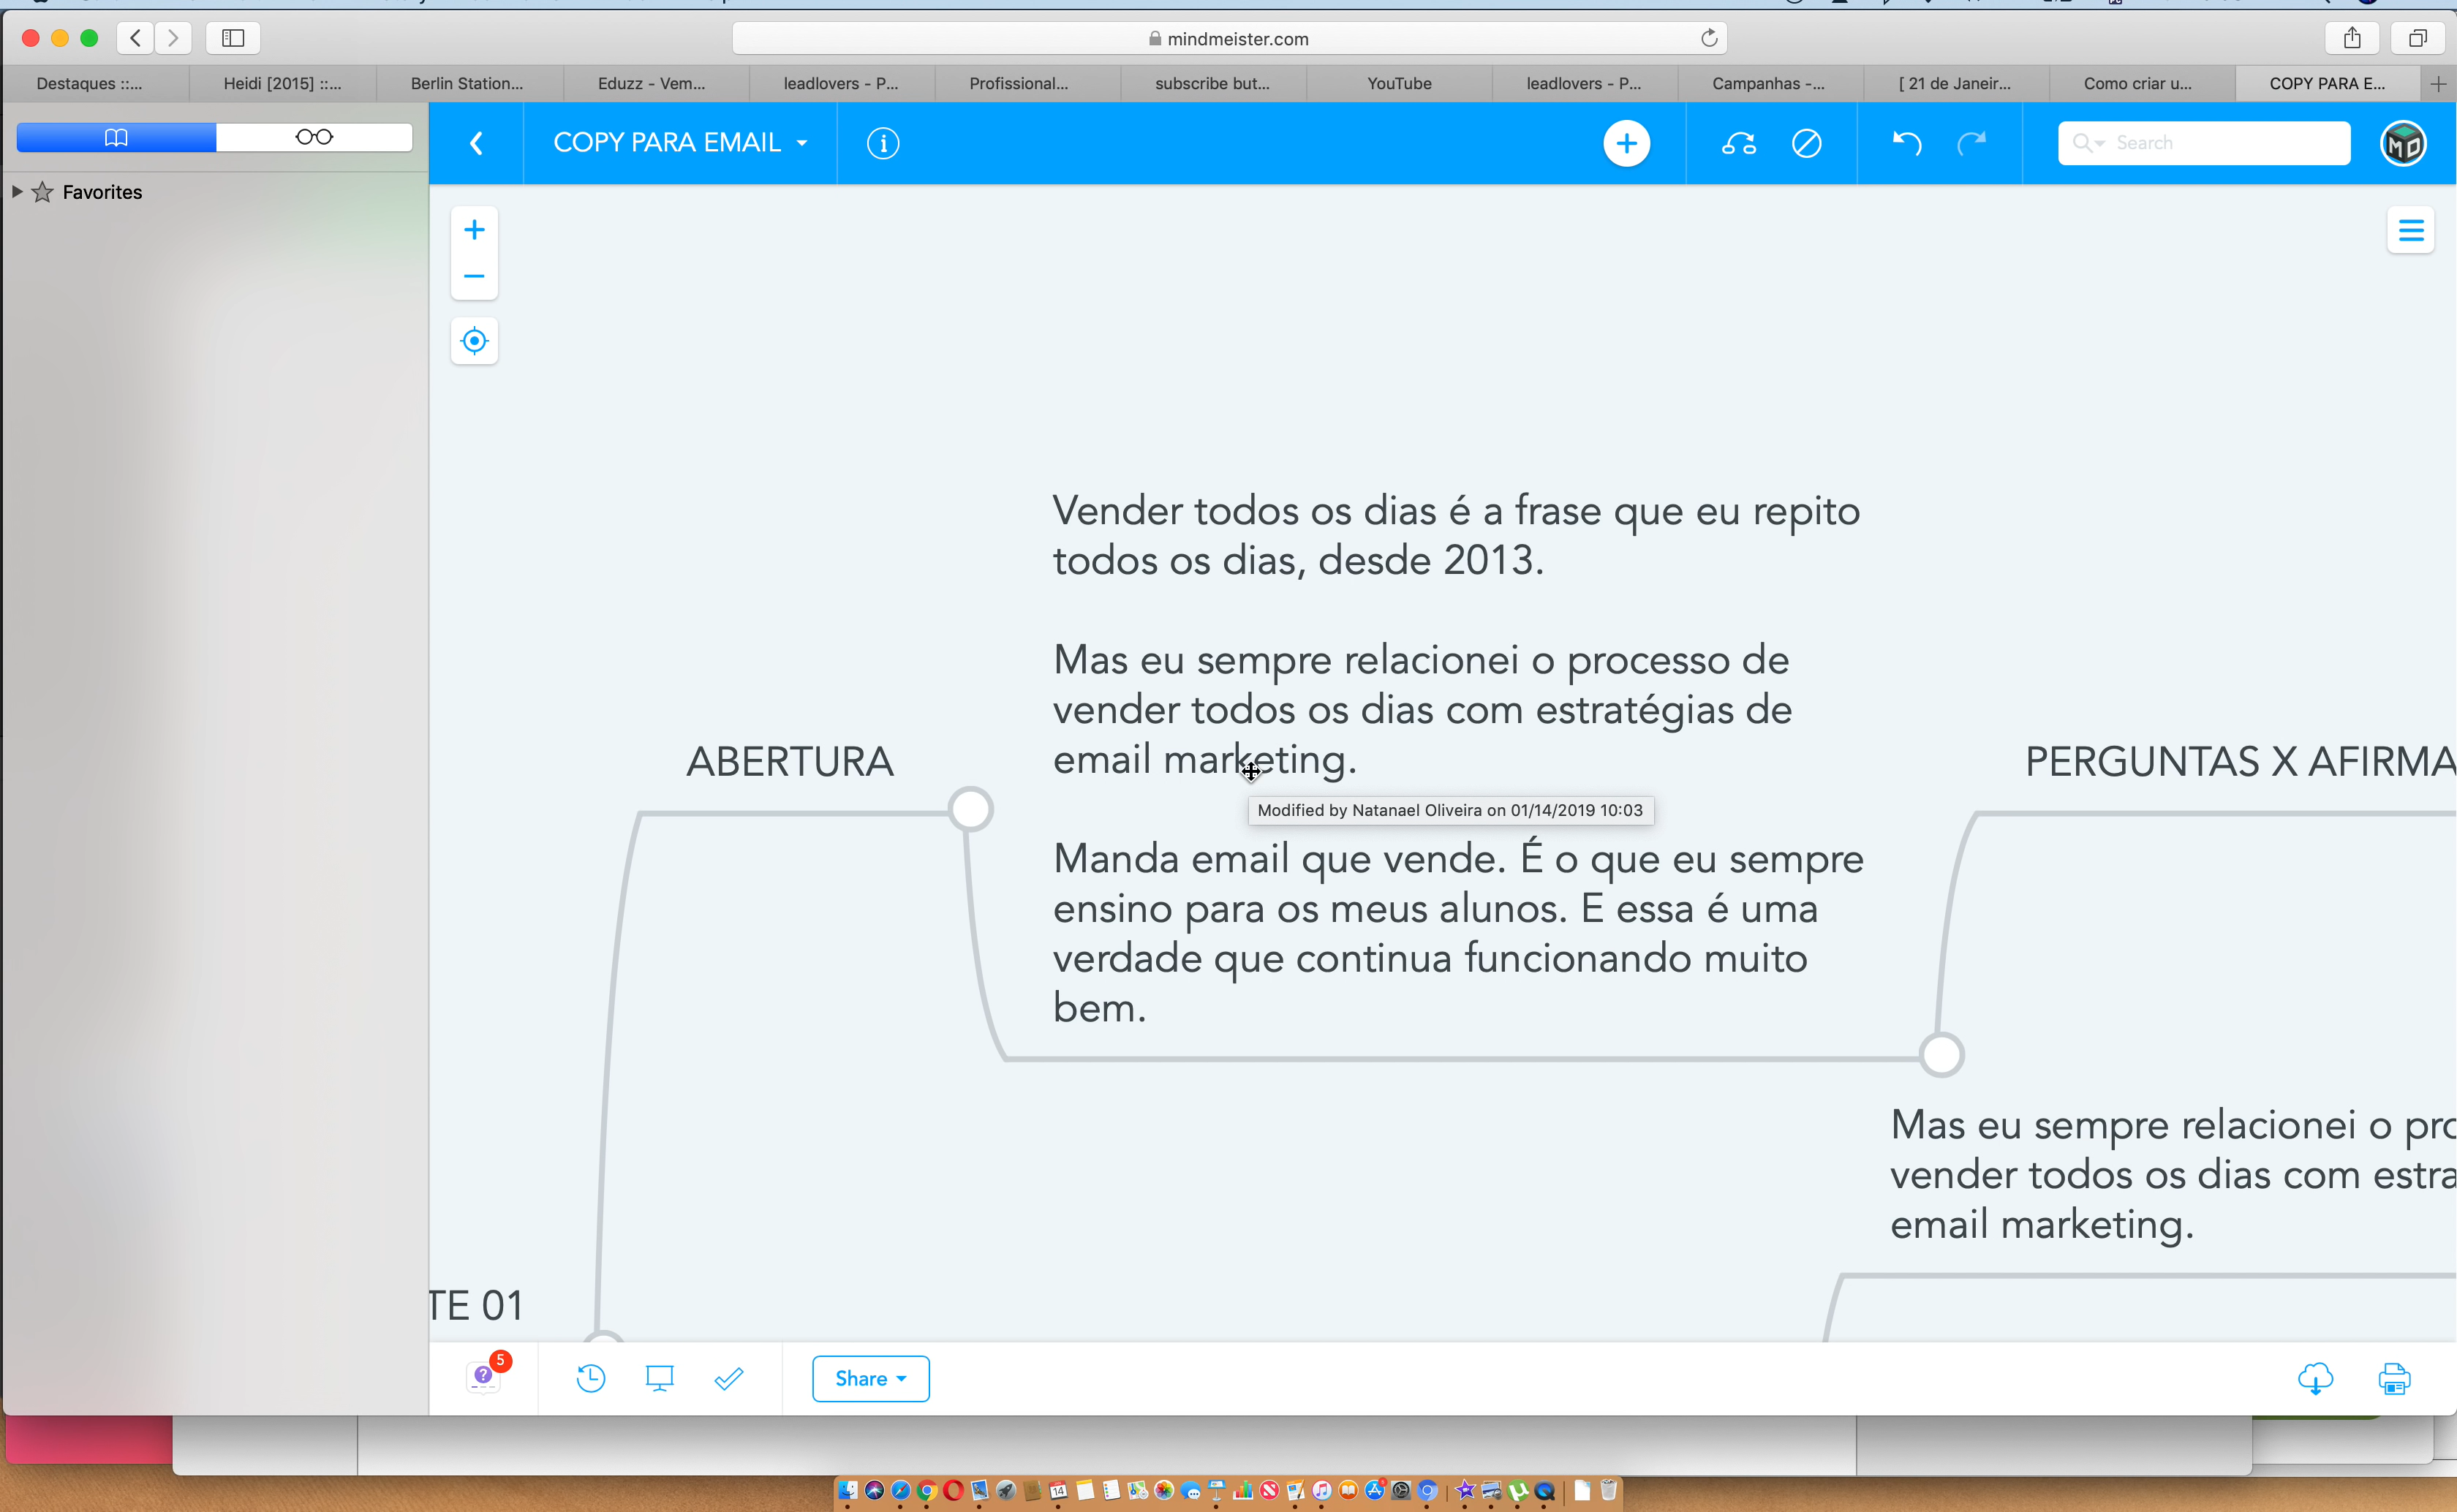 mindmeister.com
Destaques ::...
Heidi [2015] ::...
Berlin Station...
Eduzz - Vem...
leadlovers - P...
Profissional...
subscribe but...
YouTube
leadlovers - P...
Campanhas -...
[ 21 de Janeir...
Como criar u...
COPY PARA E...
COPY PARA EMAIL
Search
Favorites
Vender todos os dias é a frase que eu repito
todos os dias, desde 2013.
Mas eu sempre relacionei o processo de
vender todos os dias com estratégias de
email marketing.
ABERTURA
PERGUNTAS X AFIRMA
Modified by Natanael Oliveira on 01/14/2019 10:03
Manda email que vende. É o que eu sempre
ensino para os meus alunos. E essa é uma
verdade que continua funcionando muito
bem.
Mas eu sempre relacionei o pro
vender todos os dias com estra
email marketing.
TE 01
5
Share
14